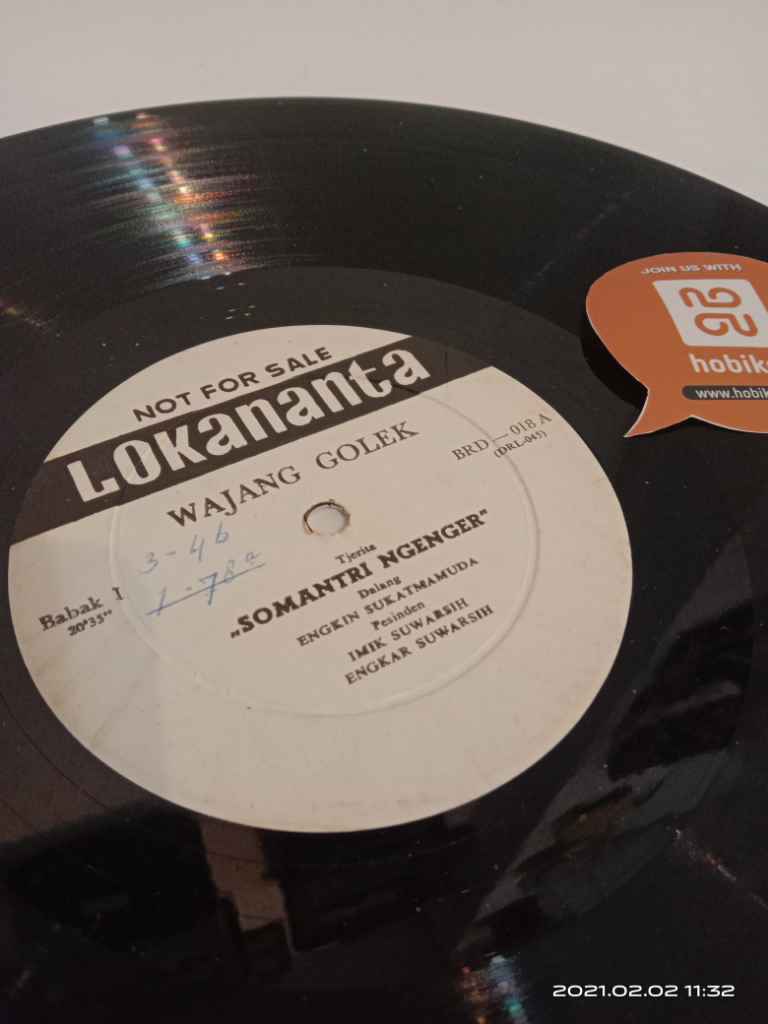 NOT FOR SALE
Lokananta
WAJANG GOLEK
BRD—018 A
(DRL-045)
3-46
1-78a
Babak I
20'35"
Tjerita
„SOMANTRI NGENGER"
Dalang
ENGKIN SUKATMAMUDA
Pesinden
IMIK SUWARSIH
ENGKAR SUWARSIH
JOIN US WITH
hobik
www.hobik
2021.02.02 11:32